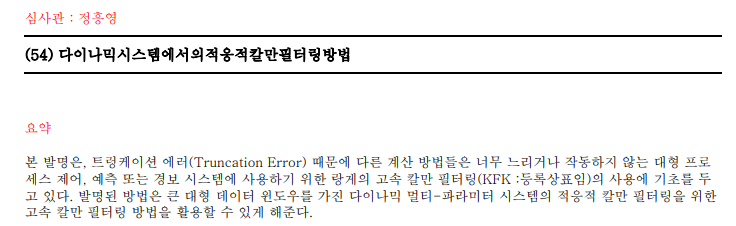 심사관 : 정흥영
(54) 다이나믹시스템에서의적응적칼만필터링방법
요약
본 발명은, 트렁케이션 에러(Truncation Error) 때문에 다른 계산 방법들은 너무 느리거나 작동하지 않는 대형 프로
세스 제어, 예측 또는 경보 시스템에 사용하기 위한 랑게의 고속 칼만 필터링(KFK :등록상표임)의 사용에 기초를 두
고 있다. 발명된 방법은 큰 대형 데이터 윈도우를 가진 다이나믹 멀티-파라미터 시스템의 적응적 칼만 필터링을 위한
고속 칼만 필터링 방법을 활용할 수 있게 해준다.